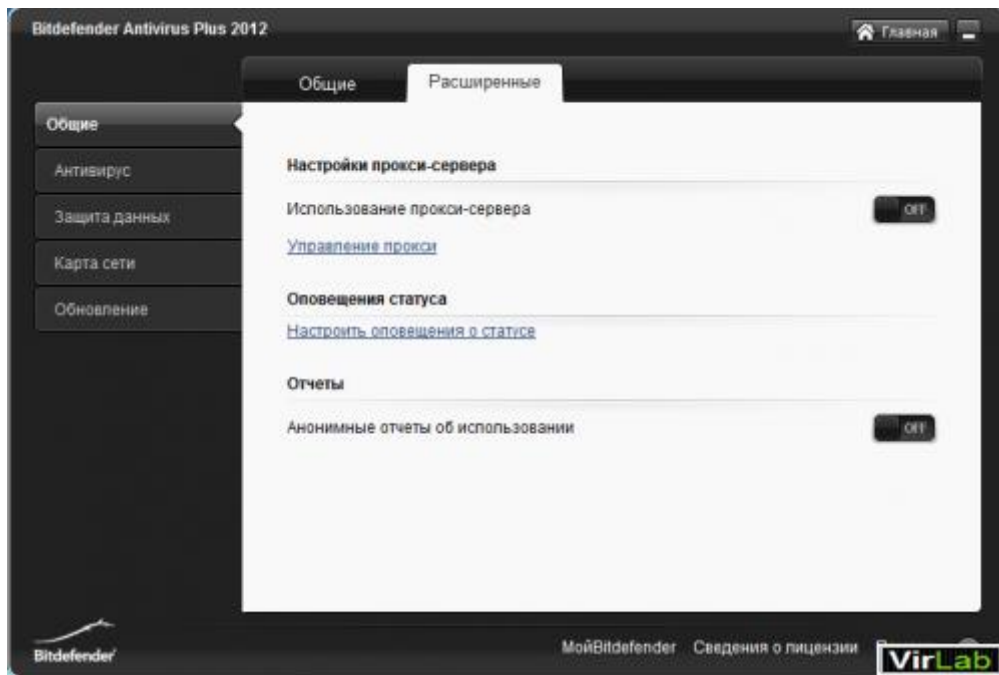 Bitdefender Antivirus Plus 2012
Главная
Общие
Расширенные
Общие
Антивирус
Защита данных
Карта сети
Обновление
Настройки прокси-сервера
Использование прокси-сервера
OFF
Управление прокси
Оповещения статуса
Настроить оповещения о статусе
Отчеты
Анонимные отчеты об использовании
OFF
Bitdefender
МойBitdefender
Сведения о лицензии
VirLab